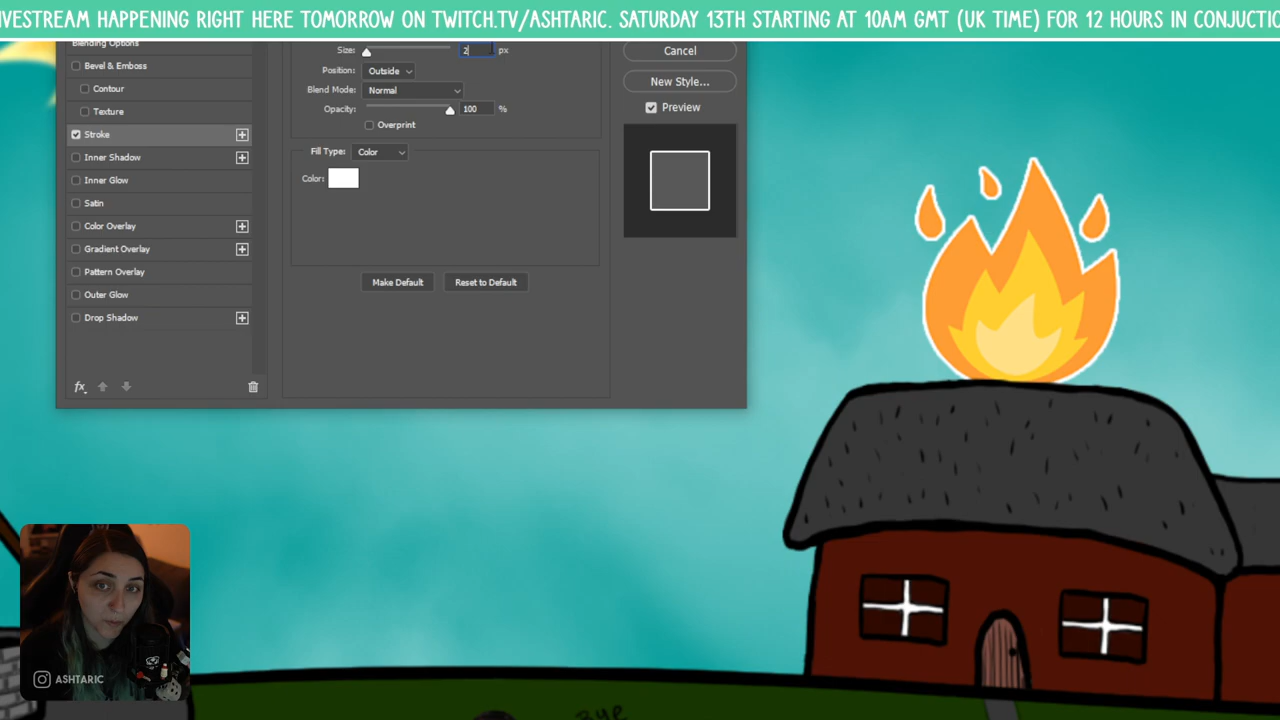 IVESTREAM HAPPENING RIGHT HERE TOMORROW ON TWITCH.TV/ASHTARIC. SATURDAY 13TH STARTING AT 10AM GMT (UK TIME) FOR 12 HOURS IN CONJUCTIO
Blending Options
Size: 2 px
Cancel
Bevel & Emboss
Position: Outside
New Style...
Contour
Blend Mode: Normal
Texture
Opacity: 100 %
Preview
Overprint
Stroke
Inner Shadow
Fill Type: Color
Inner Glow
Color:
Satin
Color Overlay
Gradient Overlay
Pattern Overlay
Make Default
Reset to Default
Outer Glow
Drop Shadow
fx
ASHTARIC
Bye